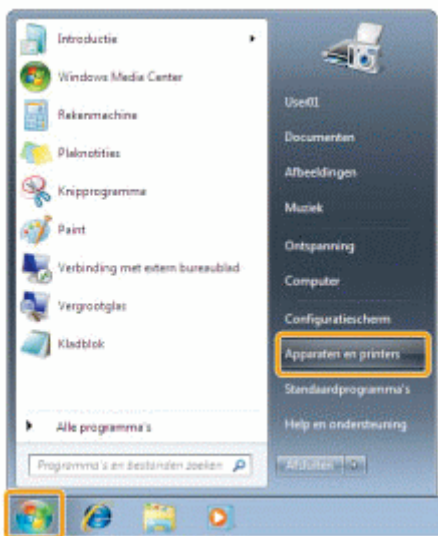 Introductie
Windows Media Center
Rekenmachine
Plaknotities
Knipprogramma
Paint
Verbinding met extern bureaublad
Vergrootglas
Kladblok
Alle programma's
Programma's en bestanden zoeken
User01
Documenten
Afbeeldingen
Muziek
Ontspanning
Computer
Configuratiescherm
Apparaten en printers
Standaardprogramma's
Help en ondersteuning
Afsluiten